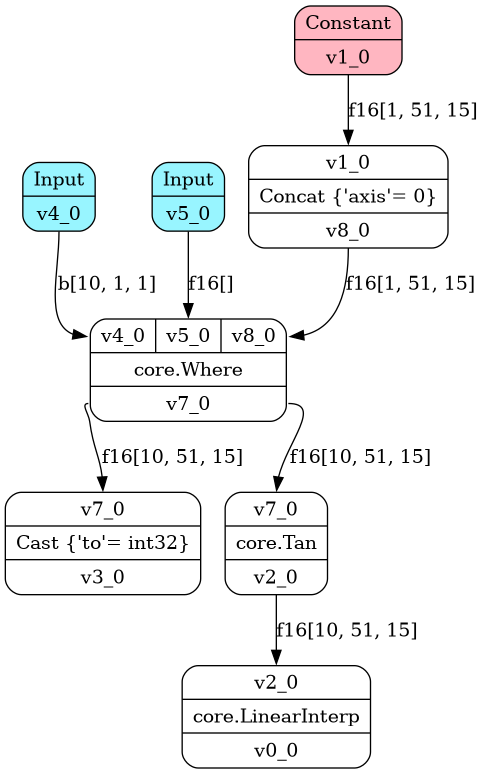 Constant
v1_0
f16[1, 51, 15]
Input
v4_0
Input
v5_0
v1_0
Concat {'axis'= 0}
v8_0
b[10, 1, 1]
f16[]
f16[1, 51, 15]
v4_0 v5_0 v8_0
core.Where
v7_0
f16[10, 51, 15]
f16[10, 51, 15]
v7_0
Cast {'to'= int32}
v3_0
v7_0
core.Tan
v2_0
f16[10, 51, 15]
v2_0
core.LinearInterp
v0_0